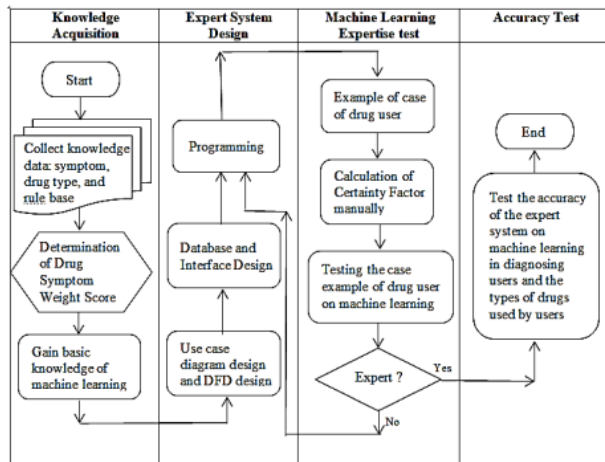 Knowledge
Acquisition
Start
Collect knowledge
data: symptom,
drug type, and
rule base
Determination
of Drug
Symptom
Weight Score
Gain basic
knowledge of
machine learning
Expert System
Design
Programming
Database and
Interface Design
Use case
diagram design
and DFD design
Machine Learning
Expertise test
Example of case
of drug user
Calculation of
Certainty Factor
manually
Testing the case
example of drug user
on machine learning
Expert ?
Yes
No
Accuracy Test
End
Test the accuracy
of the expert
system on
machine learning
in diagnosing
users and the
types of drugs
used by users